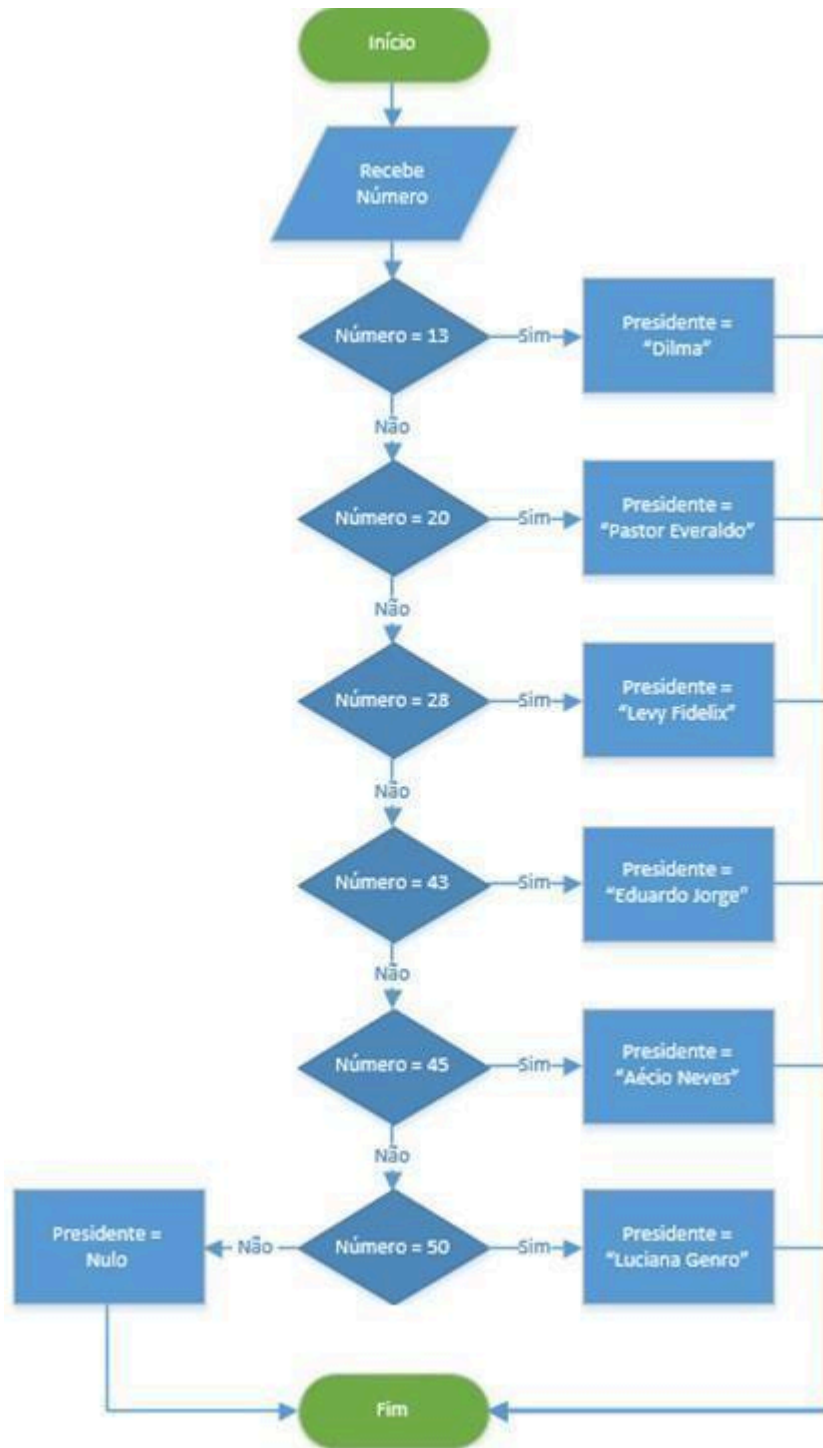 Início
Recebe
Número
Número = 13
Sim
Presidente =
“Dilma”
Não
Número = 20
Sim
Presidente =
“Pastor Everaldo”
Não
Número = 28
Sim
Presidente =
“Levy Fidelix”
Não
Número = 43
Sim
Presidente =
“Eduardo Jorge”
Não
Número = 45
Sim
Presidente =
“Aécio Neves”
Não
Presidente =
Nulo
Não
Número = 50
Sim
Presidente =
“Luciana Genro”
Fim